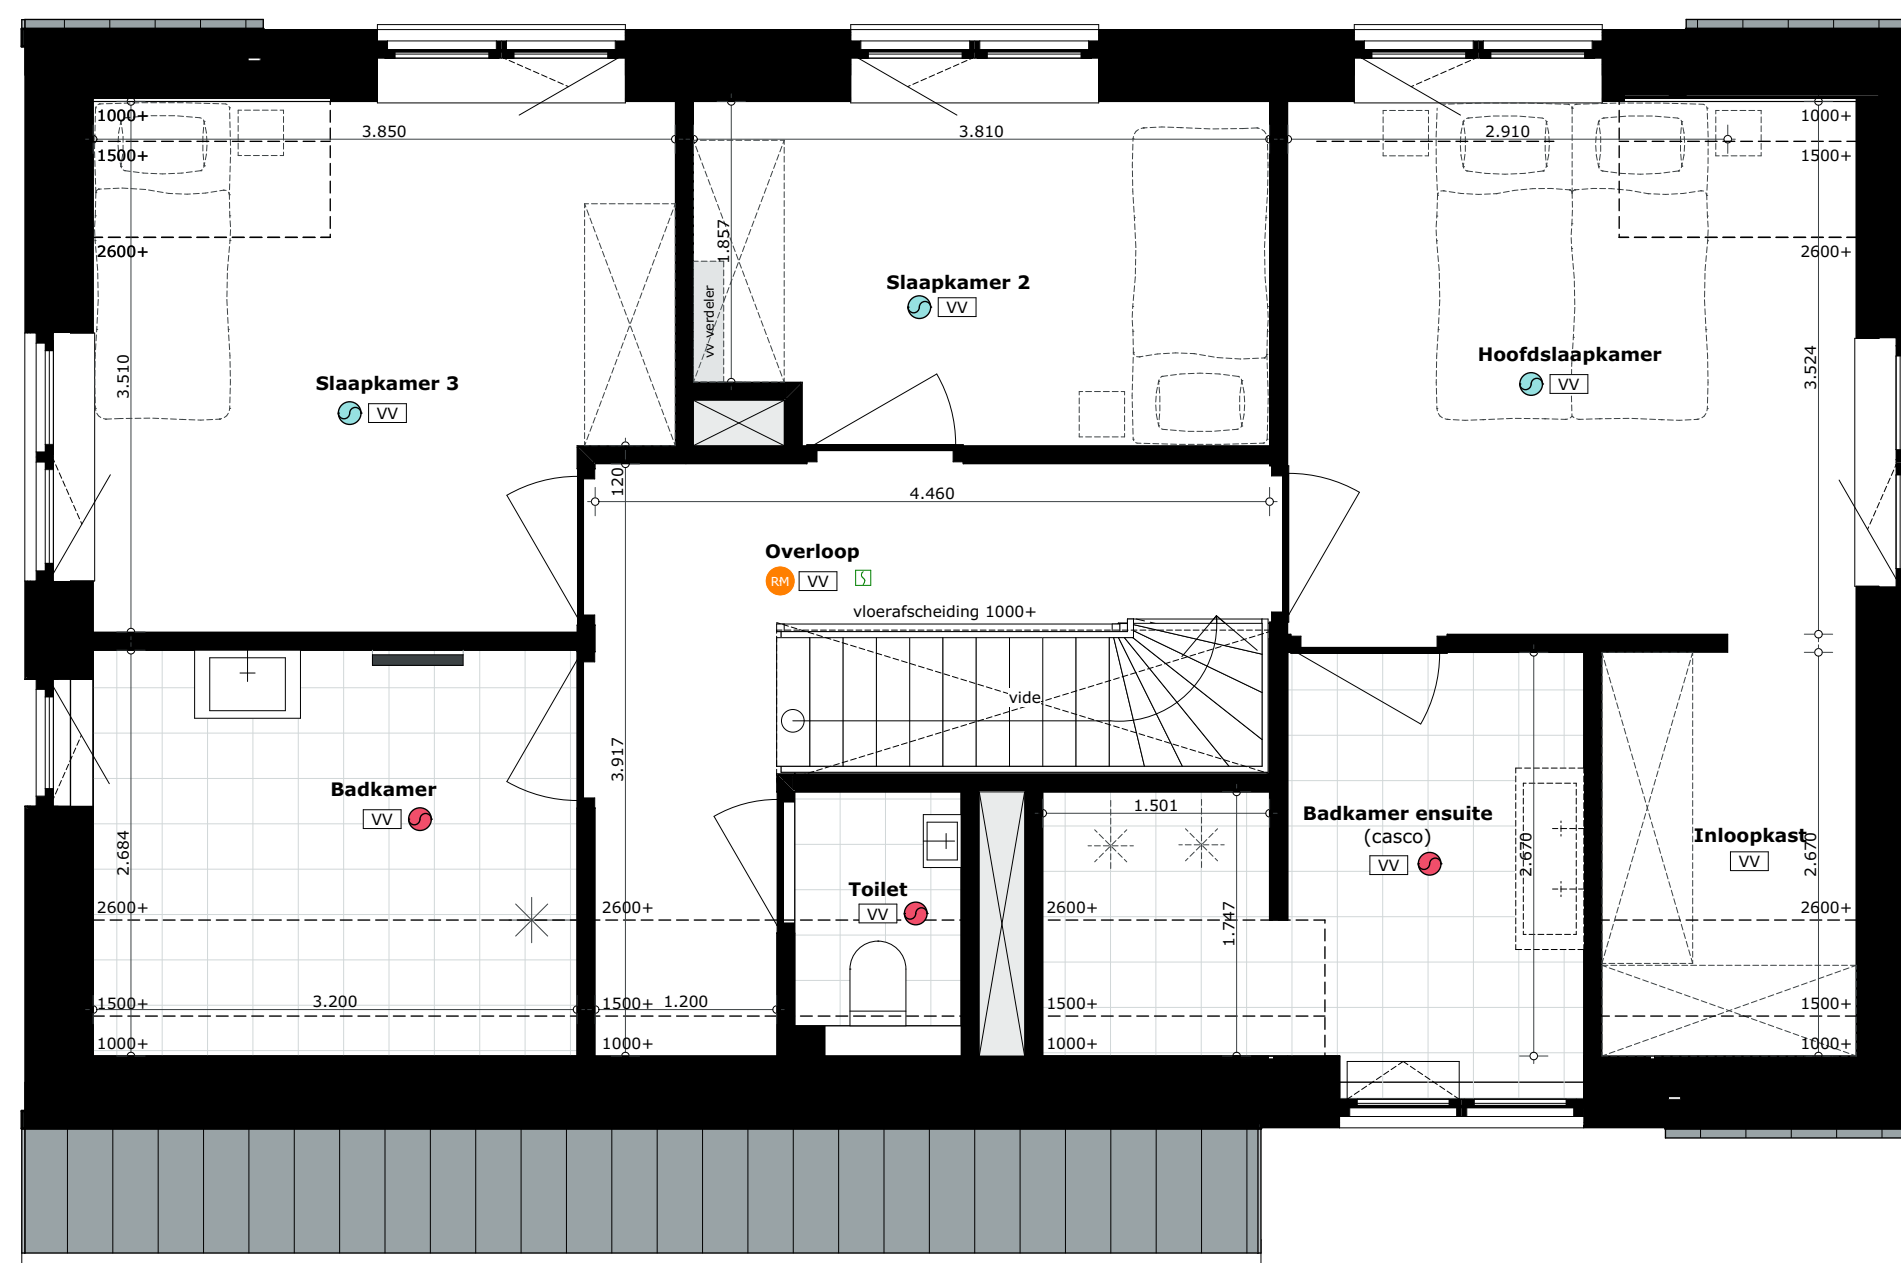 1000+
1500+
2600+
3.850
3.510
Slaapkamer 3
VV
1.857
3.810
vv-verdeler
Slaapkamer 2
VV
2.910
1000+
1500+
2600+
3.524
Hoofdslaapkamer
VV
120
4.460
Overloop
RM VV
vloerafscheiding 1000+
vide
3.917
Badkamer
VV
2.684
2600+
1500+
3.200
1000+
2600+
1500+ 1.200
1000+
Toilet
VV
1.501
1.747
2600+
1500+
1000+
Badkamer ensuite
(casco)
VV
2.670
Inloopkast
VV
2.670
2600+
1500+
1000+